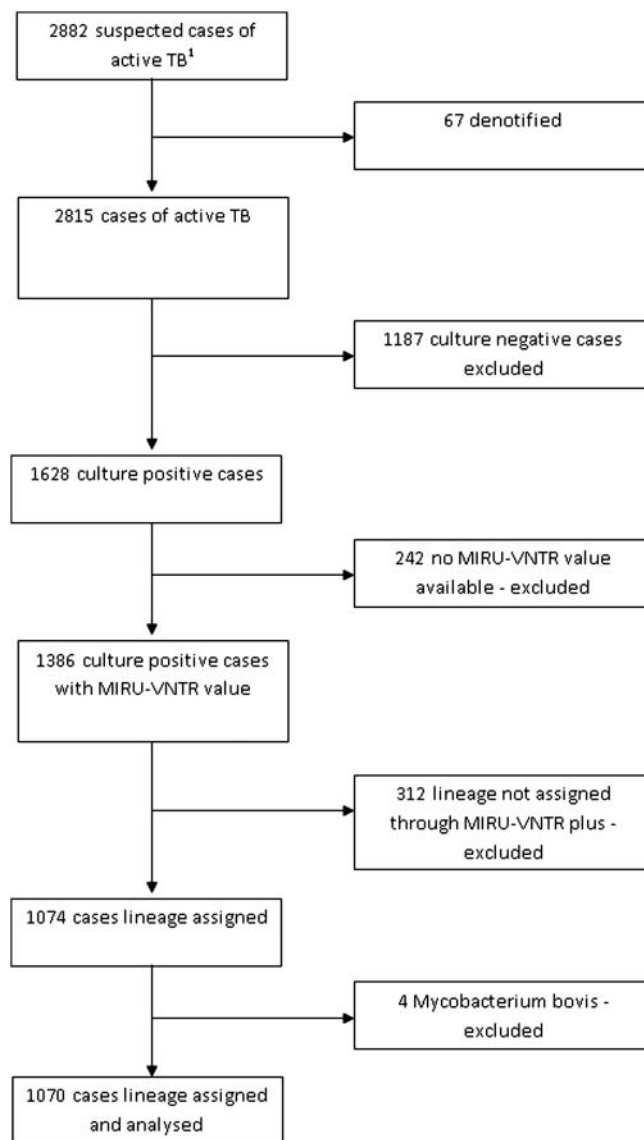 2882 suspected cases of
active TB¹
67 denotified
2815 cases of active TB
1187 culture negative cases
excluded
1628 culture positive cases
242 no MIRU-VNTR value
available - excluded
1386 culture positive cases
with MIRU-VNTR value
312 lineage not assigned
through MIRU-VNTR plus -
excluded
1074 cases lineage assigned
4 Mycobacterium bovis -
excluded
1070 cases lineage assigned
and analysed